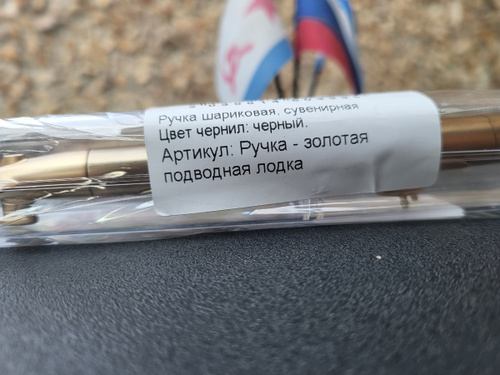 Ручка шариковая, сувенирная
Цвет чернил: черный.
Артикул: Ручка - золотая
подводная лодка